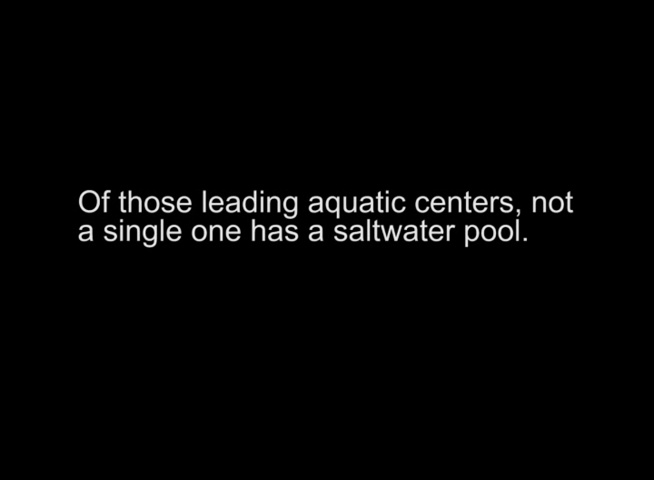 Of those leading aquatic centers, not
a single one has a saltwater pool.